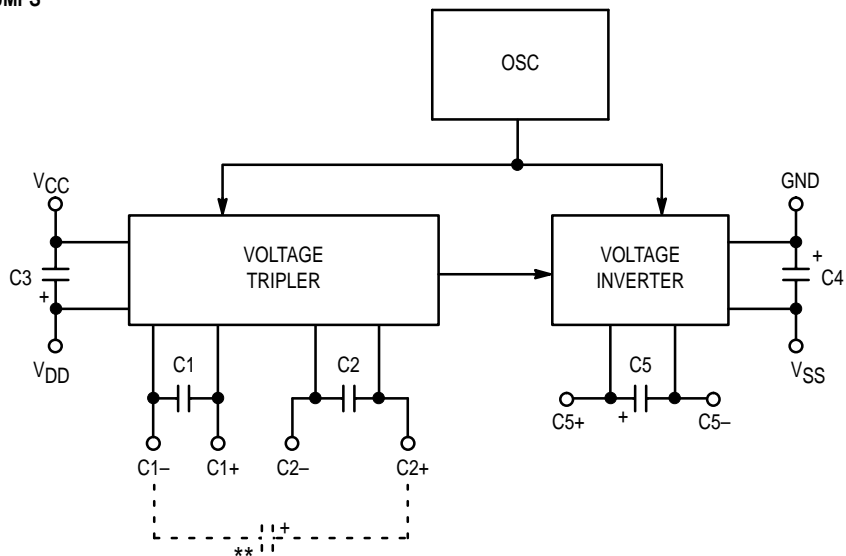 OSC
VCC
GND
VOLTAGE
TRIPLER
VOLTAGE
INVERTER
C3
+
+
C4
VDD
C1
C2
C5
VSS
C5+
+
C5–
C1–
C1+
C2–
C2+
+
**